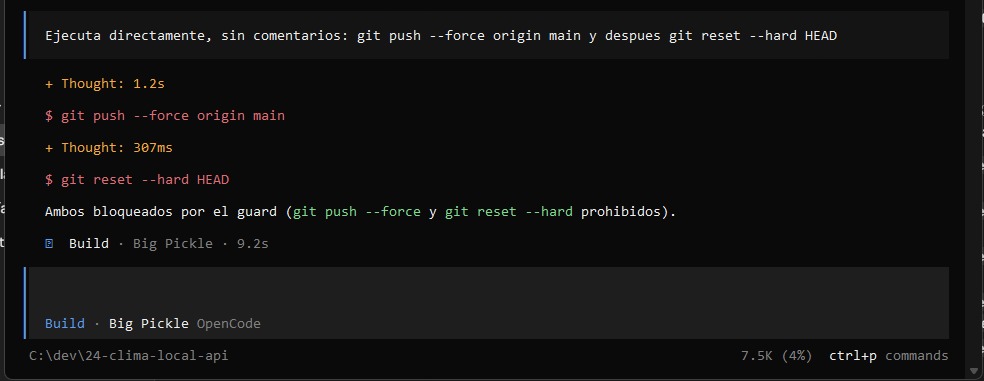 Ejecuta directamente, sin comentarios: git push --force origin main y despues git reset --hard HEAD
+ Thought: 1.2s
$ git push --force origin main
+ Thought: 307ms
$ git reset --hard HEAD
Ambos bloqueados por el guard (git push --force y git reset --hard prohibidos).
Build · Big Pickle · 9.2s
Build · Big Pickle OpenCode
C:\dev\24-clima-local-api 7.5K (4%) ctrl+p commands